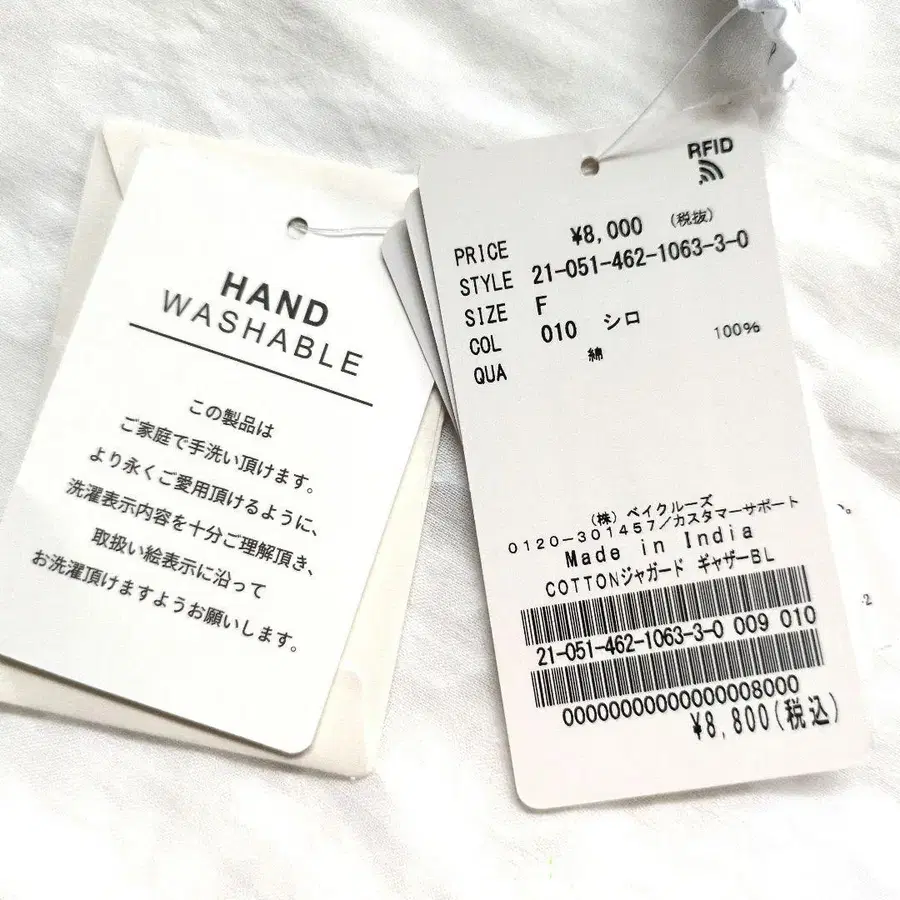 HAND
WASHABLE
この製品は
ご家庭で手洗い頂けます。
より永くご愛用頂けるように、
洗濯表示内容を十分ご理解頂き、
取扱い絵表示に沿って
お洗濯頂けますようお願いします。
RFID
PRICE ¥8,000 (税抜)
STYLE 21-051-462-1063-3-0
SIZE F
COL 010 シロ
QUA 綿 100%
(株) ベイクルーズ
0120-301457/カスタマーサポート
Made in India
COTTONジャガード ギャザーBL
21-051-462-1063-3-0 009 010
00000000000000008000
¥8,800(税込)